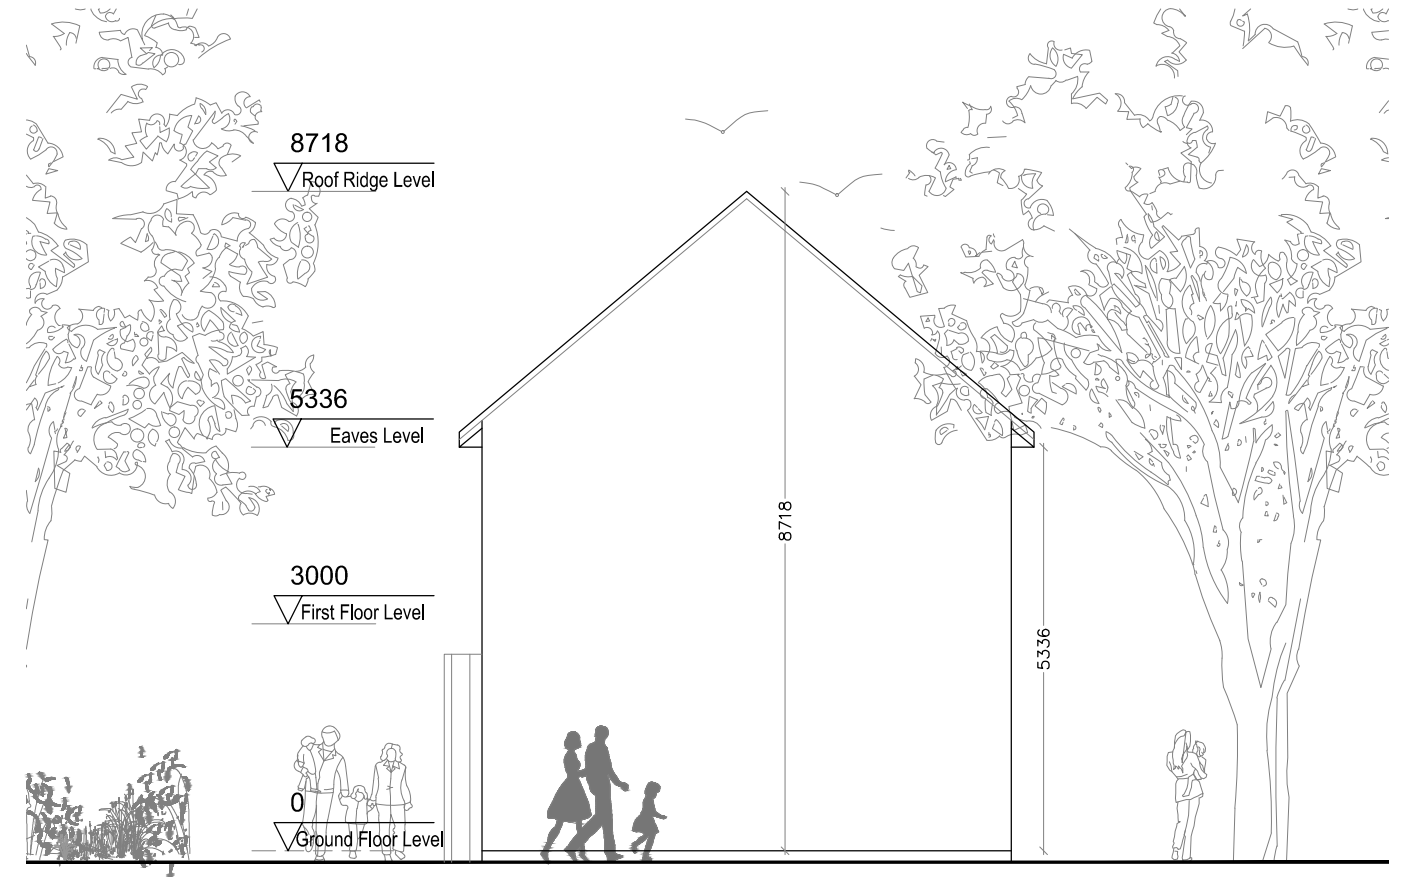 8718
Roof Ridge Level
5336
Eaves Level
8718
3000
First Floor Level
5336
0
Ground Floor Level